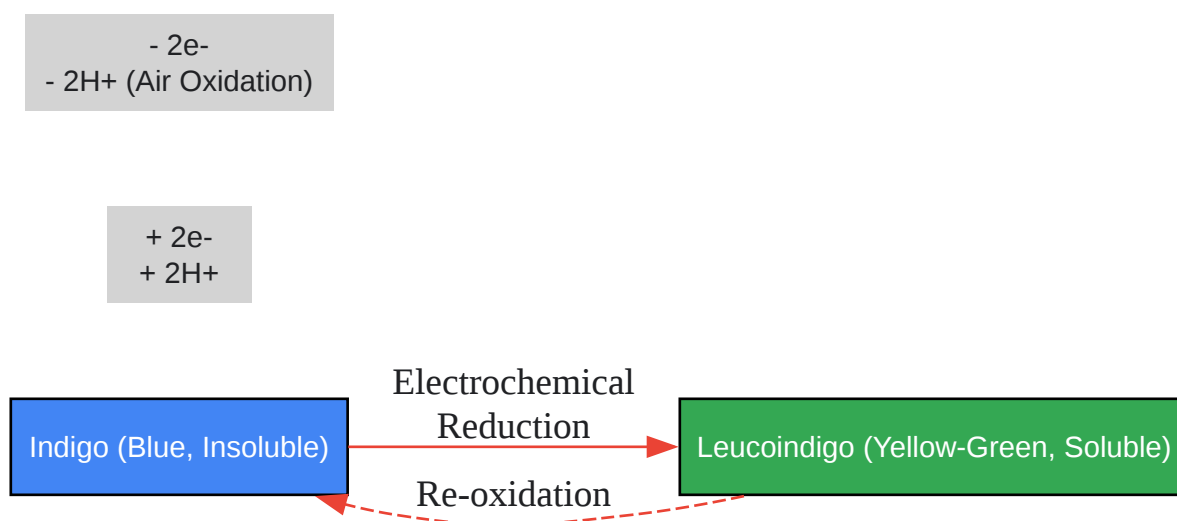 - 2e-
- 2H+ (Air Oxidation)
+ 2e-
+ 2H+
Electrochemical
Reduction
Indigo (Blue, Insoluble)
Leucoindigo (Yellow-Green, Soluble)
Re-oxidation